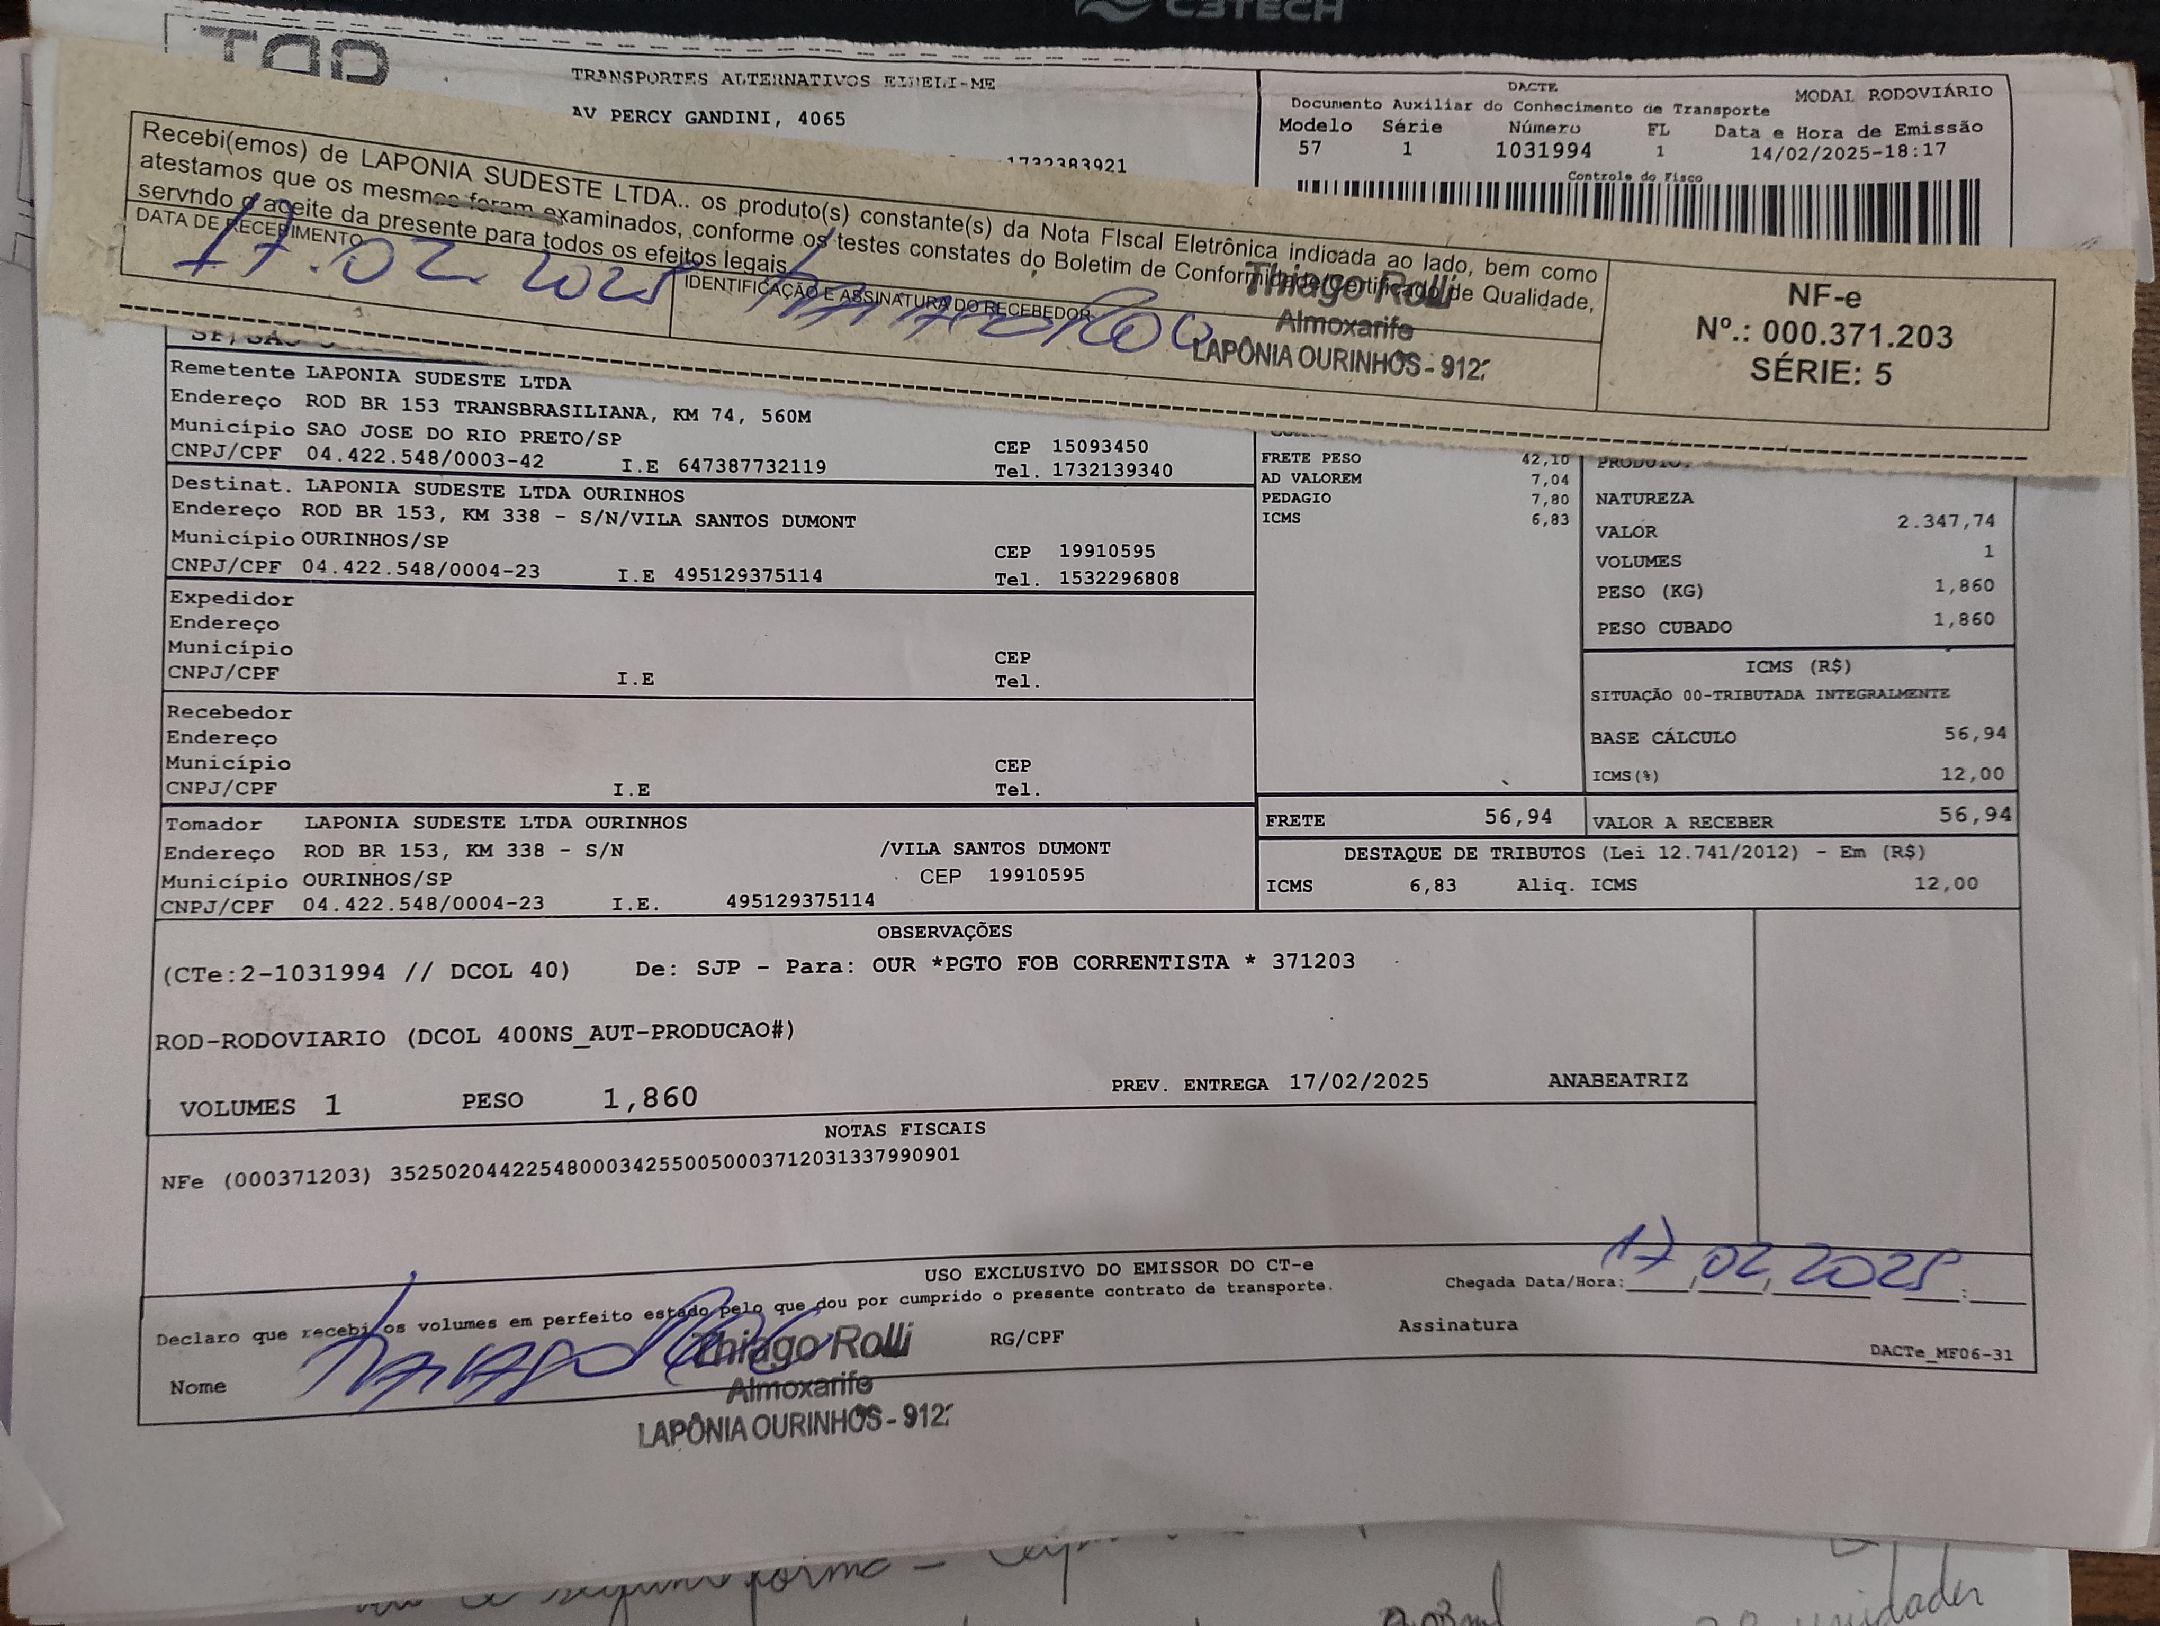 C3TECH
TRANSPORTES ALTERNATIVOS EIRELI-ME
AV PERCY GANDINI, 4065
1732383921
DACTE
MODAL RODOVIÁRIO
Documento Auxiliar do Conhecimento de Transporte
Modelo Série Número FL Data e Hora de Emissão
57 1 1031994 1 14/02/2025-18:17
Controle do Fisco
Recebi(emos) de LAPONIA SUDESTE LTDA.. os produto(s) constante(s) da Nota FIscal Eletrônica indicada ao lado, bem como
atestamos que os mesmos foram examinados, conforme os testes constates do Boletim de Conformidade/Certificado de Qualidade,
servndo o aceite da presente para todos os efeitos legais.
DATA DE RECEBIMENTO
17.02.2025
IDENTIFICAÇÃO E ASSINATURA DO RECEBEDOR
Thiago Rolli
Almoxarife
LAPÔNIA OURINHOS - 912
NF-e
Nº.: 000.371.203
SÉRIE: 5
Remetente LAPONIA SUDESTE LTDA
Endereço ROD BR 153 TRANSBRASILIANA, KM 74, 560M
Município SAO JOSE DO RIO PRETO/SP CEP 15093450
CNPJ/CPF 04.422.548/0003-42 I.E 647387732119 Tel. 1732139340
Destinat. LAPONIA SUDESTE LTDA OURINHOS
Endereço ROD BR 153, KM 338 - S/N/VILA SANTOS DUMONT
Município OURINHOS/SP CEP 19910595
CNPJ/CPF 04.422.548/0004-23 I.E 495129375114 Tel. 1532296808
Expedidor
Endereço
Município CEP
CNPJ/CPF I.E Tel.
Recebedor
Endereço
Município CEP
CNPJ/CPF I.E Tel.
Tomador LAPONIA SUDESTE LTDA OURINHOS
Endereço ROD BR 153, KM 338 - S/N /VILA SANTOS DUMONT
Município OURINHOS/SP CEP 19910595
CNPJ/CPF 04.422.548/0004-23 I.E. 495129375114
FRETE PESO 42,10
AD VALOREM 7,04
PEDAGIO 7,80
ICMS 6,83
NATUREZA
VALOR 2.347,74
VOLUMES 1
PESO (KG) 1,860
PESO CUBADO 1,860
ICMS (R$)
SITUAÇÃO 00-TRIBUTADA INTEGRALMENTE
BASE CÁLCULO 56,94
ICMS(%) 12,00
FRETE 56,94 VALOR A RECEBER 56,94
DESTAQUE DE TRIBUTOS (Lei 12.741/2012) - Em (R$)
ICMS 6,83 Aliq. ICMS 12,00
OBSERVAÇÕES
(CTe:2-1031994 // DCOL 40) De: SJP - Para: OUR *PGTO FOB CORRENTISTA * 371203
ROD-RODOVIARIO (DCOL 400NS_AUT-PRODUCAO#)
VOLUMES 1 PESO 1,860 PREV. ENTREGA 17/02/2025 ANABEATRIZ
NOTAS FISCAIS
NFe (000371203) 35250204422548000342550050003712031337990901
USO EXCLUSIVO DO EMISSOR DO CT-e
Declaro que recebi os volumes em perfeito estado pelo que dou por cumprido o presente contrato de transporte.
Chegada Data/Hora: 17 02 2025
Nome RG/CPF Assinatura
Thiago Rolli
Almoxarife
LAPÔNIA OURINHOS - 912
DACTe_MF06-31
unidades